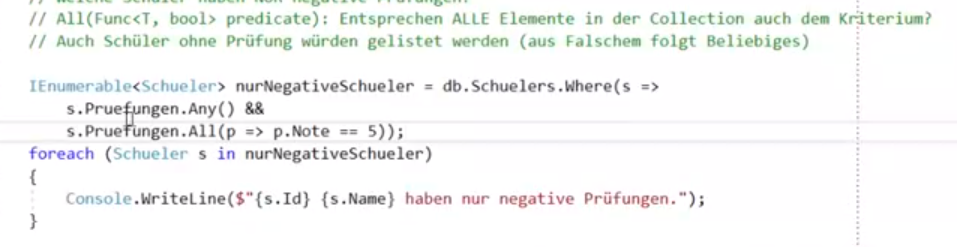 // All(Func<T, bool> predicate): Entsprechen ALLE Elemente in der Collection auch dem Kriterium?
// Auch Schüler ohne Prüfung würden gelistet werden (aus Falschem folgt Beliebiges)
IEnumerable<Schueler> nurNegativeSchueler = db.Schuelers.Where(s =>
s.Pruefungen.Any() &&
s.Pruefungen.All(p => p.Note == 5));
foreach (Schueler s in nurNegativeSchueler)
{
Console.WriteLine($"{s.Id} {s.Name} haben nur negative Prüfungen.");
}